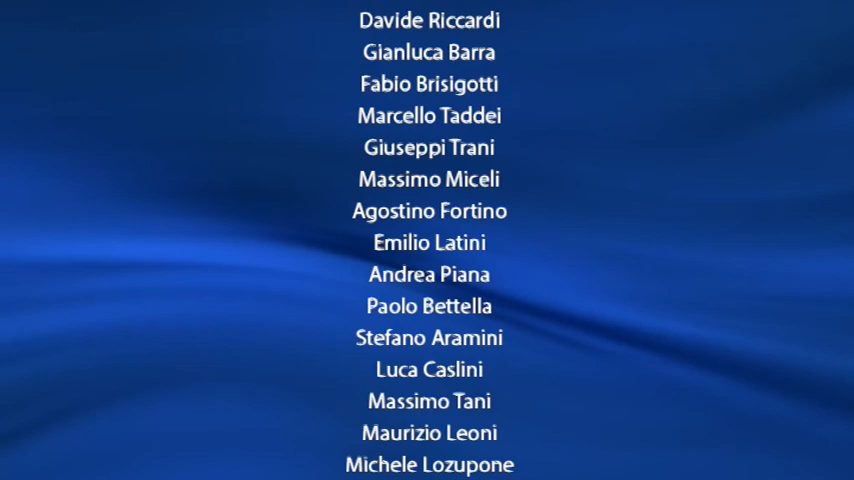 Davide Riccardi
Gianluca Barra
Fabio Brisigotti
Marcello Taddei
Giuseppi Trani
Massimo Miceli
Agostino Fortino
Emilio Latini
Andrea Piana
Paolo Bettella
Stefano Aramini
Luca Caslini
Massimo Tani
Maurizio Leoni
Michele Lozupone